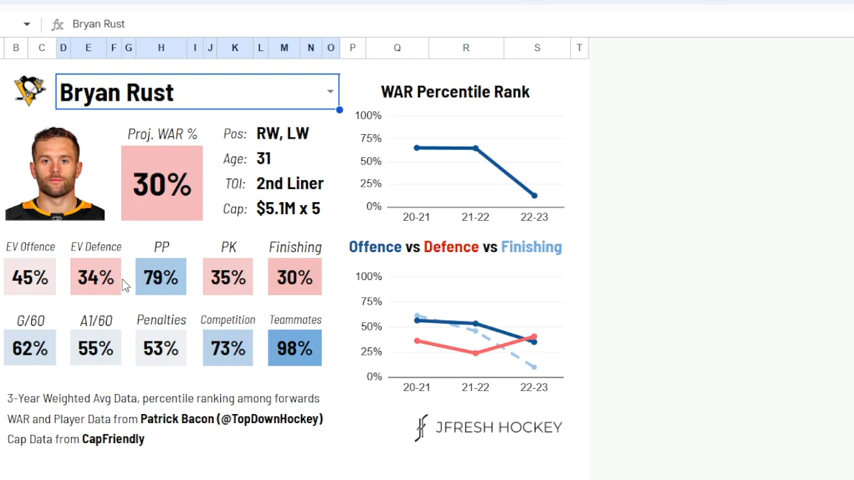 Bryan Rust
B C D E F G H I J K L M N O P Q R S T
Bryan Rust
WAR Percentile Rank
Proj. WAR %
30%
Pos: RW, LW
Age: 31
TOI: 2nd Liner
Cap: $5.1M x 5
100%
75%
50%
25%
0%
20-21 21-22 22-23
EV Offence EV Defence PP PK Finishing
45% 34% 79% 35% 30%
G/60 A1/60 Penalties Competition Teammates
62% 55% 53% 73% 98%
Offence vs Defence vs Finishing
100%
75%
50%
25%
0%
20-21 21-22 22-23
3-Year Weighted Avg Data, percentile ranking among forwards
WAR and Player Data from Patrick Bacon (@TopDownHockey)
Cap Data from CapFriendly
JFRESH HOCKEY